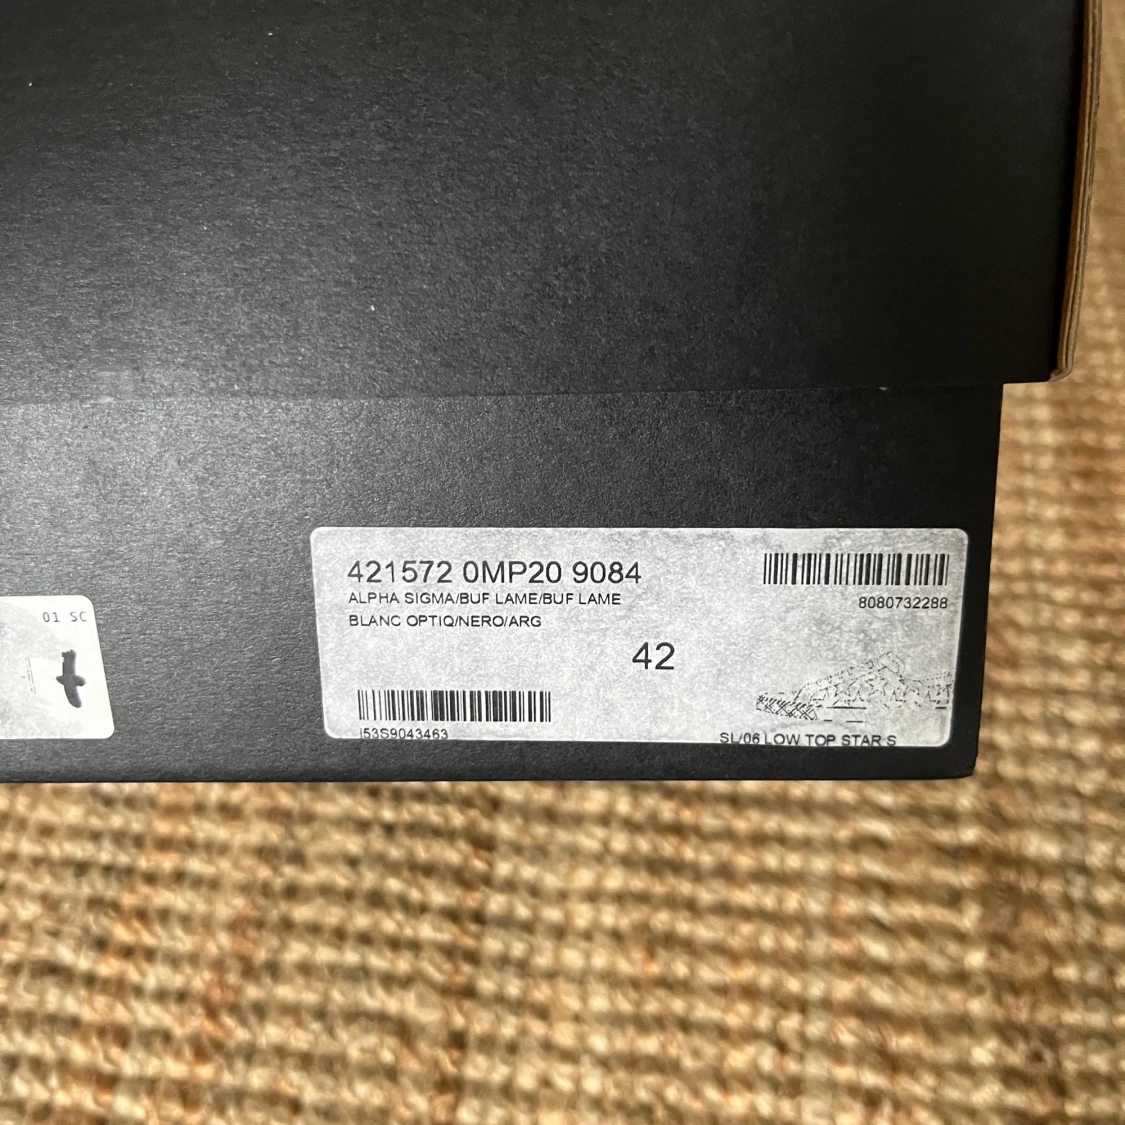 421572 0MP20 9084
ALPHA SIGMA/BUF LAME/BUF LAME
BLANC OPTIQ/NERO/ARG
8080732288
42
I53S9043463
SL/06 LOW TOP STAR S
01 SC